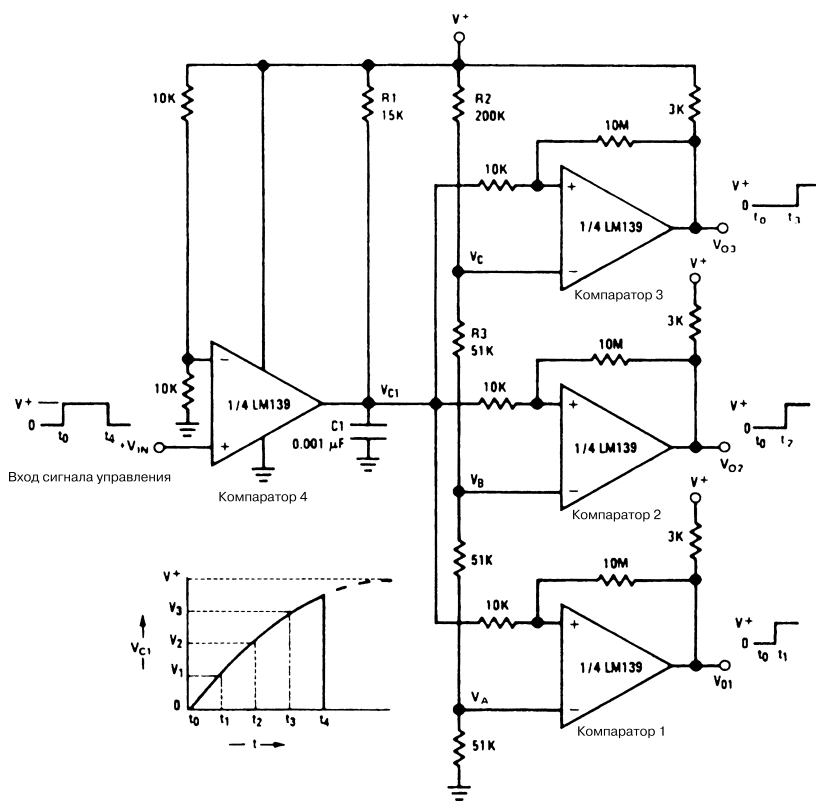 V+
10K
R1
15K
R2
200K
3K
10M
10K
+
1/4 LM139
−
V+
0
t0 t3
VO3
VC
Компаратор 3
V+
3K
R3
51K
10M
10K
−
10K
1/4 LM139
+
VC1
C1
0.001 μF
+
1/4 LM139
−
V+
0
t0 t2
VO2
V+
0
t0 t4
+VIN
Вход сигнала управления
Компаратор 4
VB
Компаратор 2
V+
3K
51K
10M
10K
+
1/4 LM139
−
V+
0
t0 t1
VO1
VA
Компаратор 1
51K
V+
V3
V2
V1
0
VC1
t0 t1 t2 t3 t4
t